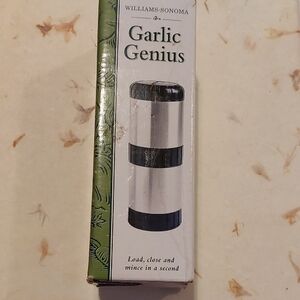 WILLIAMS-SONOMA
Garlic
Genius
Load, close and
mince in a second